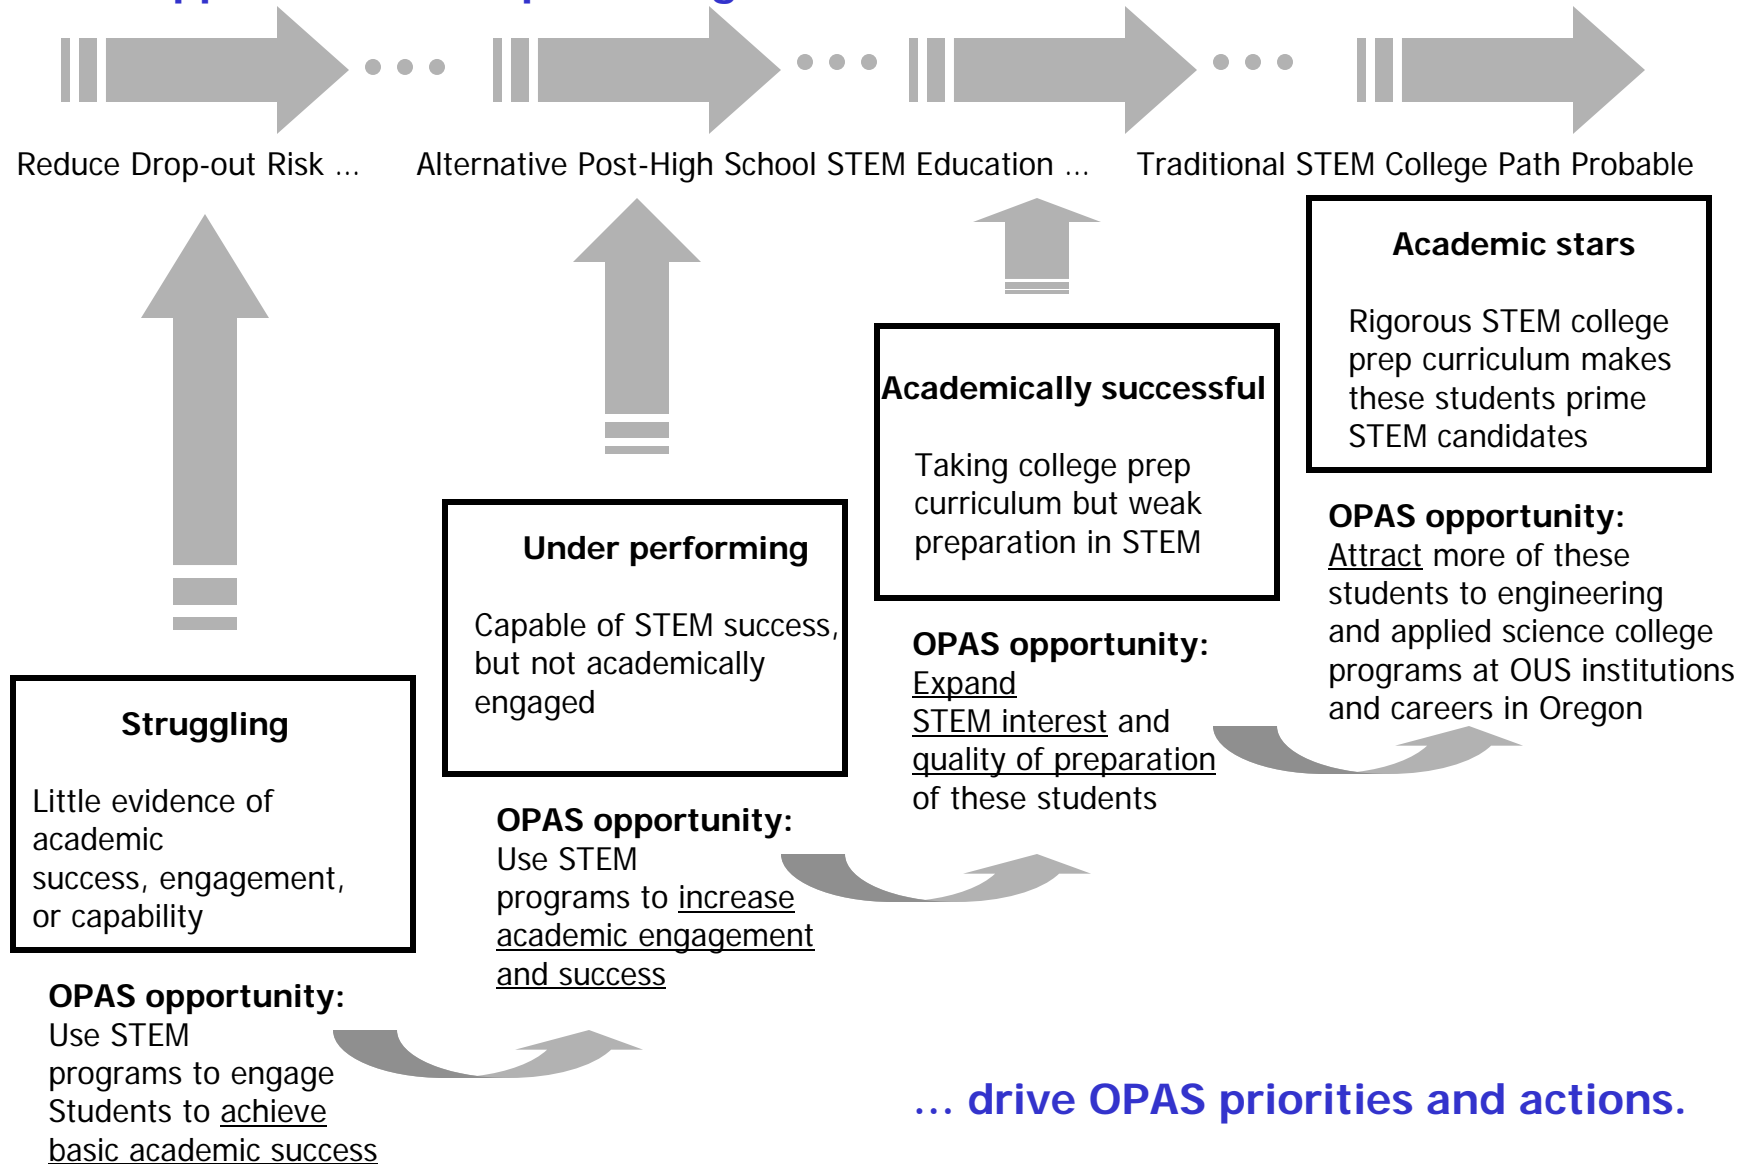 Reduce Drop-out Risk ...
Alternative Post-High School STEM Education ...
Traditional STEM College Path Probable
Academic stars
Rigorous STEM college
prep curriculum makes
these students prime
STEM candidates
OPAS opportunity:
Attract more of these
students to engineering
and applied science college
programs at OUS institutions
and careers in Oregon
Academically successful
Taking college prep
curriculum but weak
preparation in STEM
OPAS opportunity:
Expand
STEM interest and
quality of preparation
of these students
Under performing
Capable of STEM success,
but not academically
engaged
OPAS opportunity:
Use STEM
programs to increase
academic engagement
and success
Struggling
Little evidence of
academic
success, engagement,
or capability
OPAS opportunity:
Use STEM
programs to engage
Students to achieve
basic academic success
... drive OPAS priorities and actions.